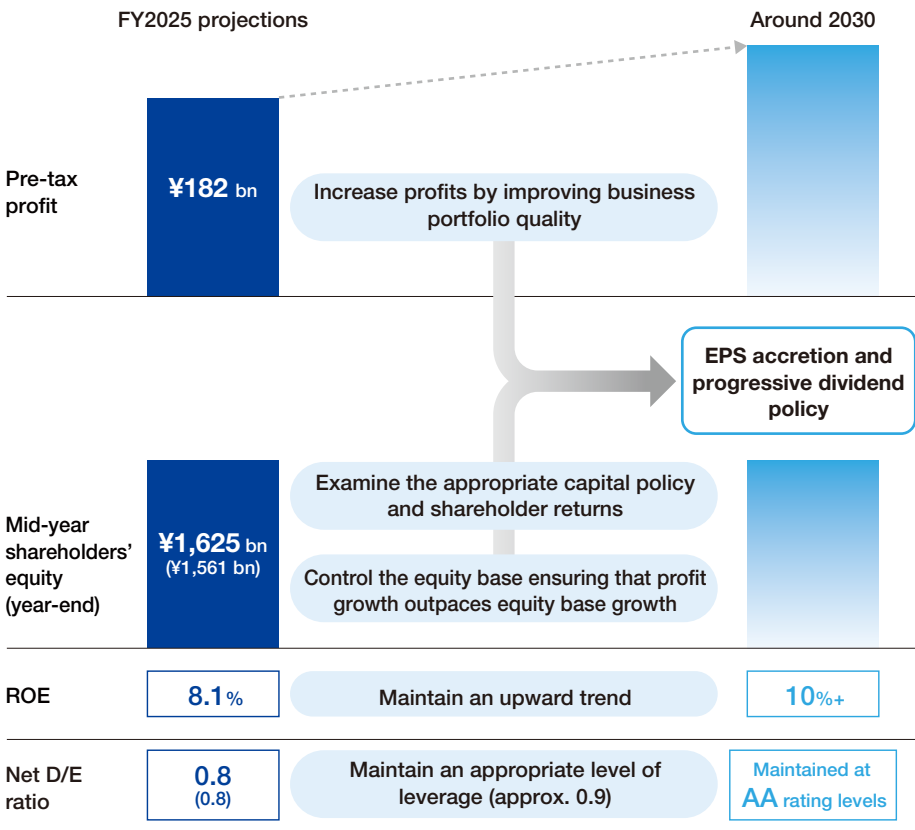 FY2025 projections
Around 2030
Pre-tax
profit
¥182 bn
Increase profits by improving business
portfolio quality
EPS accretion and
progressive dividend
policy
Mid-year
shareholders’
equity
(year-end)
¥1,625 bn
(¥1,561 bn)
Examine the appropriate capital policy
and shareholder returns
Control the equity base ensuring that profit
growth outpaces equity base growth
ROE
8.1%
Maintain an upward trend
10%+
Net D/E
ratio
0.8
(0.8)
Maintain an appropriate level of
leverage (approx. 0.9)
Maintained at
AA rating levels